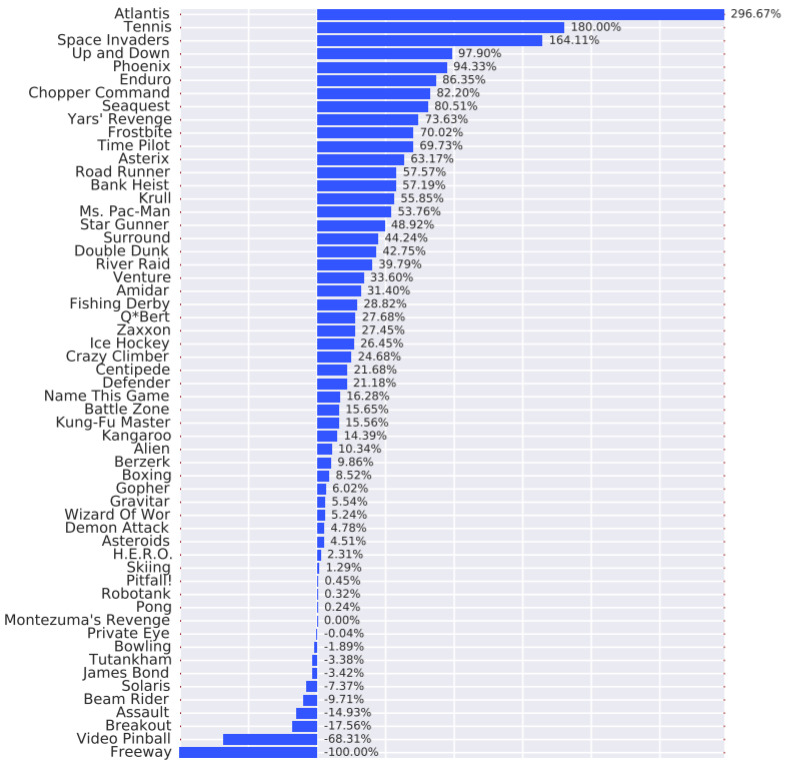 Atlantis 296.67%
Tennis 180.00%
Space Invaders 164.11%
Up and Down 97.90%
Phoenix 94.33%
Enduro 86.35%
Chopper Command 82.20%
Seaquest 80.51%
Yars' Revenge 73.63%
Frostbite 70.02%
Time Pilot 69.73%
Asterix 63.17%
Road Runner 57.57%
Bank Heist 57.19%
Krull 55.85%
Ms. Pac-Man 53.76%
Star Gunner 48.92%
Surround 44.24%
Double Dunk 42.75%
River Raid 39.79%
Venture 33.60%
Amidar 31.40%
Fishing Derby 28.82%
Q*Bert 27.68%
Zaxxon 27.45%
Ice Hockey 26.45%
Crazy Climber 24.68%
Centipede 21.68%
Defender 21.18%
Name This Game 16.28%
Battle Zone 15.65%
Kung-Fu Master 15.56%
Kangaroo 14.39%
Alien 10.34%
Berzerk 9.86%
Boxing 8.52%
Gopher 6.02%
Gravitar 5.54%
Wizard Of Wor 5.24%
Demon Attack 4.78%
Asteroids 4.51%
H.E.R.O. 2.31%
Skiing 1.29%
Pitfall! 0.45%
Robotank 0.32%
Pong 0.24%
Montezuma's Revenge 0.00%
Private Eye -0.04%
Bowling -1.89%
Tutankham -3.38%
James Bond -3.42%
Solaris -7.37%
Beam Rider -9.71%
Assault -14.93%
Breakout -17.56%
Video Pinball -68.31%
Freeway -100.00%